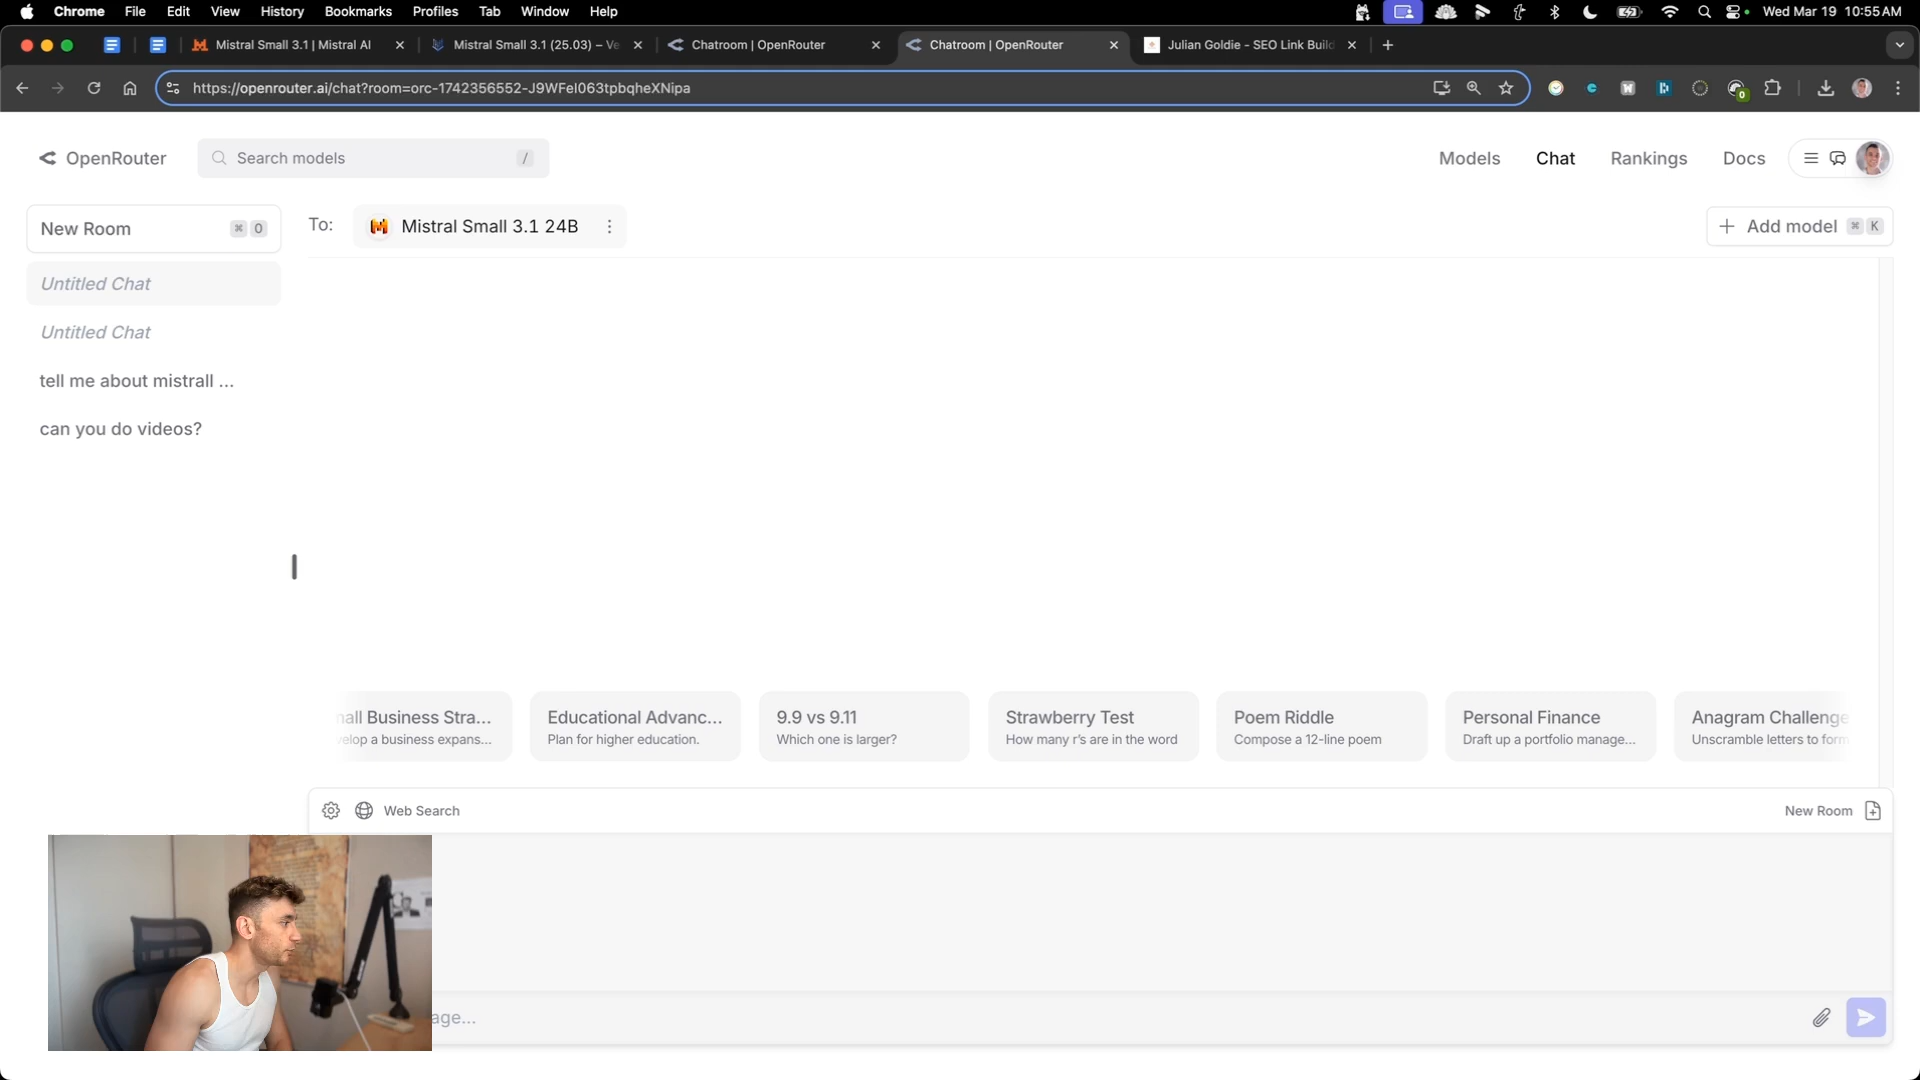 Chrome File Edit View History Bookmarks Profiles Tab Window Help Wed Mar 19 10:55 AM
Mistral Small 3.1 | Mistral AI Mistral Small 3.1 (25.03) – Ve Chatroom | OpenRouter Chatroom | OpenRouter Julian Goldie - SEO Link Build
https://openrouter.ai/chat?room=orc-1742356552-J9WFel063tpbqheXNipa
OpenRouter Search models / Models Chat Rankings Docs
New Room ⌘ O To: Mistral Small 3.1 24B + Add model ⌘ K
Untitled Chat
Untitled Chat
tell me about mistrall ...
can you do videos?
nall Business Stra... Educational Advanc... 9.9 vs 9.11 Strawberry Test Poem Riddle Personal Finance Anagram Challenge
velop a business expans... Plan for higher education. Which one is larger? How many r's are in the word Compose a 12-line poem Draft up a portfolio manage... Unscramble letters to form
Web Search New Room
age...